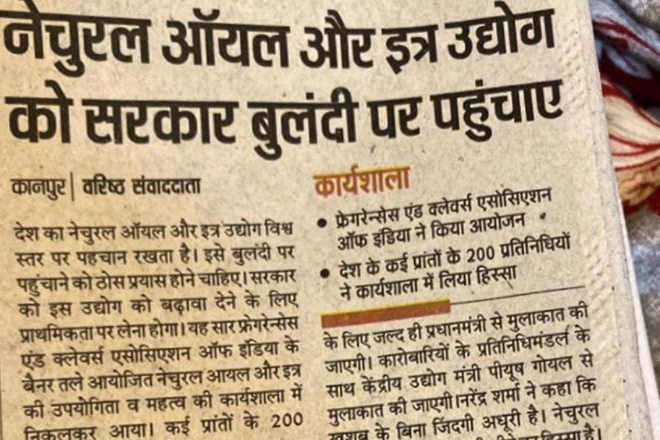 नेचुरल ऑयल और इत्र उद्योग
को सरकार बुलंदी पर पहुंचाए
कानपुर | वरिष्ठ संवाददाता
देश का नेचुरल ऑयल और इत्र उद्योग विश्व
स्तर पर पहचान रखता है। इसे बुलंदी पर
पहुंचाने को ठोस प्रयास होने चाहिए। सरकार
को इस उद्योग को बढ़ावा देने के लिए
प्राथमिकता पर लेना होगा। यह सार फ्रेगरेन्सेस
एंड क्लेवर्स एसोसिएशन ऑफ इंडिया के
बैनर तले आयोजित नेचुरल आयल और इत्र
की उपयोगिता व महत्व की कार्यशाला में
निकलकर आया। कई प्रांतों के 200
कार्यशाला
• फ्रेगरेन्सेस एंड क्लेवर्स एसोसिएशन
ऑफ इंडिया ने किया आयोजन
• देश के कई प्रांतों के 200 प्रतिनिधियों
ने कार्यशाला में लिया हिस्सा
के लिए जल्द ही प्रधानमंत्री से मुलाकात की
जाएगी। कारोबारियों के प्रतिनिधिमंडल के
साथ केंद्रीय उद्योग मंत्री पीयूष गोयल से
मुलाकात की जाएगी।नरेंद्र शर्मा ने कहा कि
खुशबू के बिना जिंदगी अधूरी है। नेचुरल